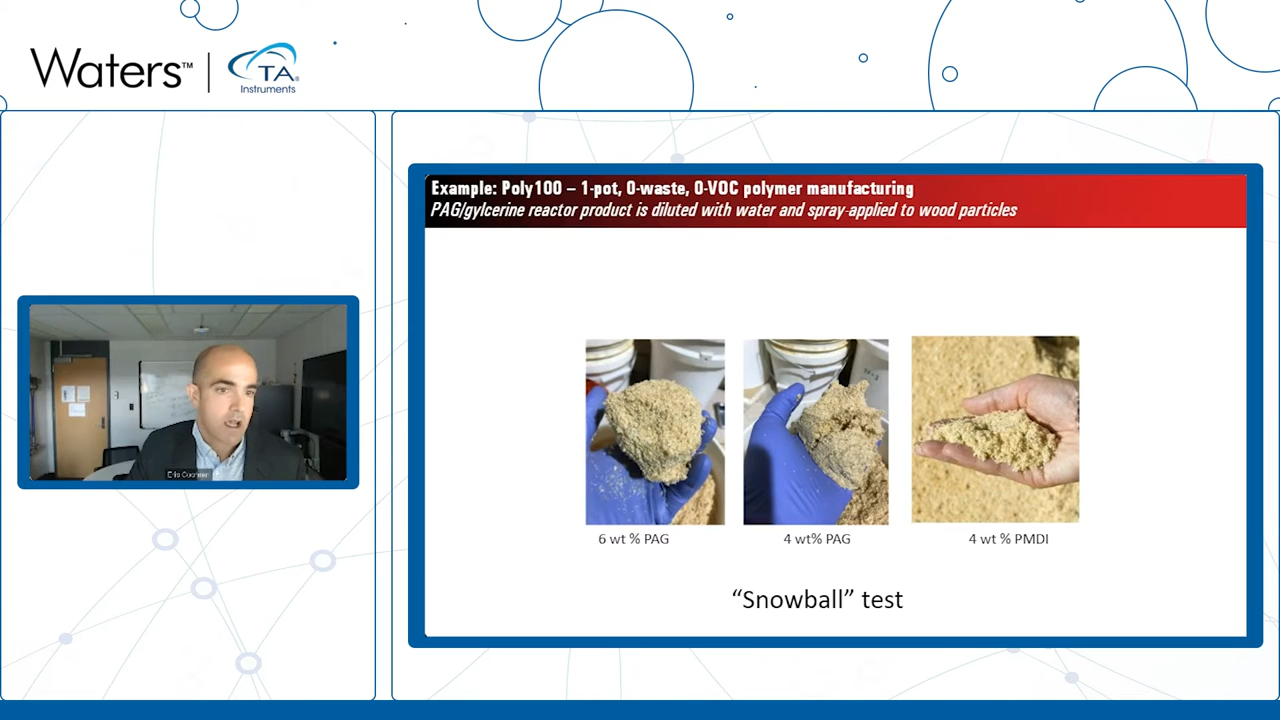 Waters™ | TA®
Instruments
Example: Poly100 – 1-pot, 0-waste, 0-VOC polymer manufacturing
PAG/gylcerine reactor product is diluted with water and spray-applied to wood particles
6 wt % PAG
4 wt% PAG
4 wt % PMDI
“Snowball” test